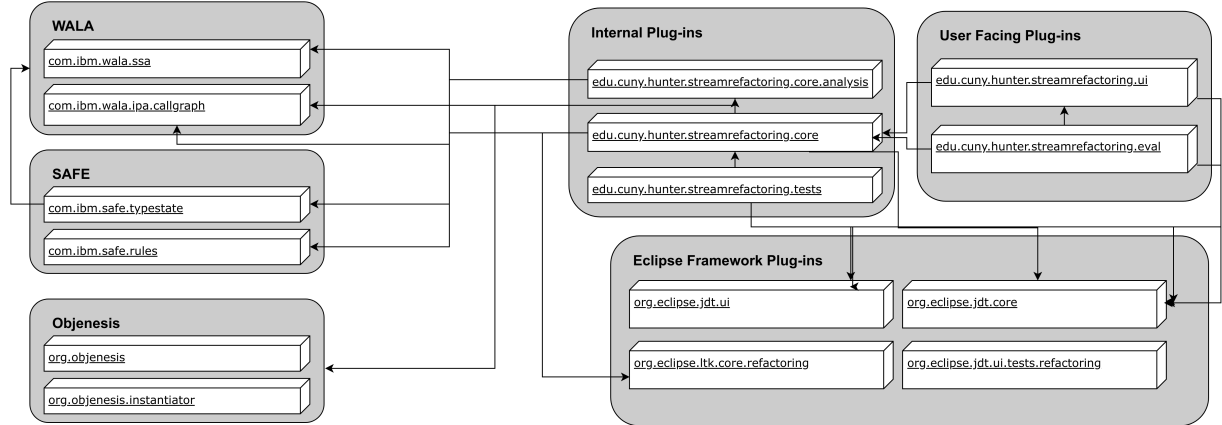 WALA
com.ibm.wala.ssa
com.ibm.wala.ipa.callgraph
SAFE
com.ibm.safe.typestate
com.ibm.safe.rules
Objenesis
org.objenesis
org.objenesis.instantiator
Internal Plug-ins
edu.cuny.hunter.streamrefactoring.core.analysis
edu.cuny.hunter.streamrefactoring.core
edu.cuny.hunter.streamrefactoring.tests
User Facing Plug-ins
edu.cuny.hunter.streamrefactoring.ui
edu.cuny.hunter.streamrefactoring.eval
Eclipse Framework Plug-ins
org.eclipse.jdt.ui
org.eclipse.jdt.core
org.eclipse.ltk.core.refactoring
org.eclipse.jdt.ui.tests.refactoring